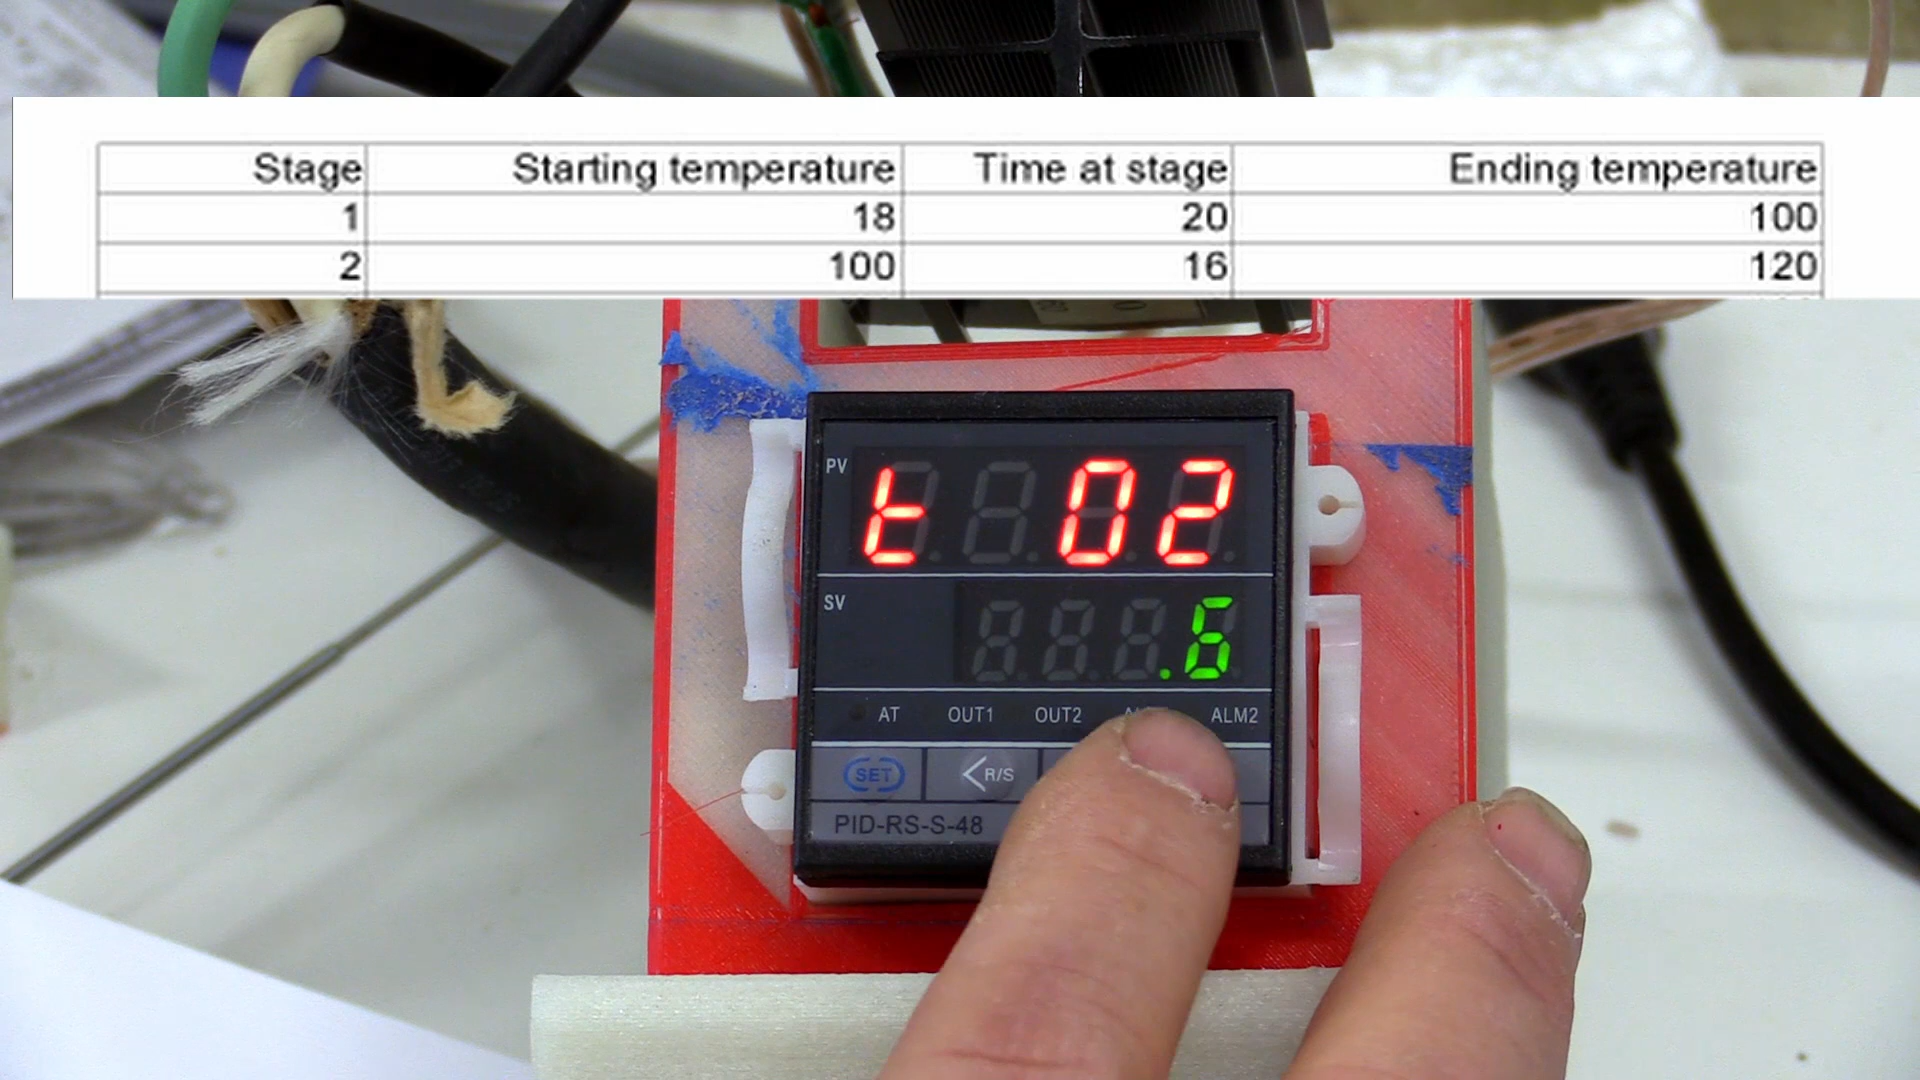 Stage Starting temperature Time at stage Ending temperature
1 18 20 100
2 100 16 120
PV
t 02
SV
.6
AT OUT1 OUT2 ALM2
SET <R/S
PID-RS-S-48